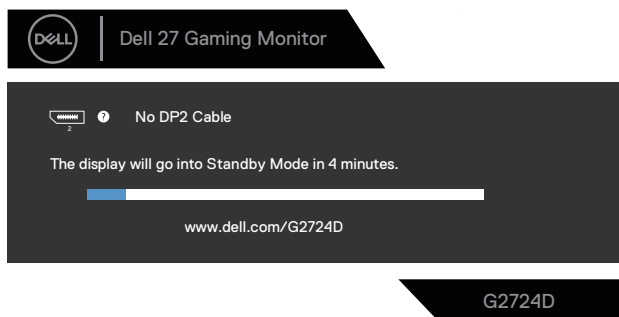 DELL
Dell 27 Gaming Monitor
2
?
No DP2 Cable
The display will go into Standby Mode in 4 minutes.
www.dell.com/G2724D
G2724D